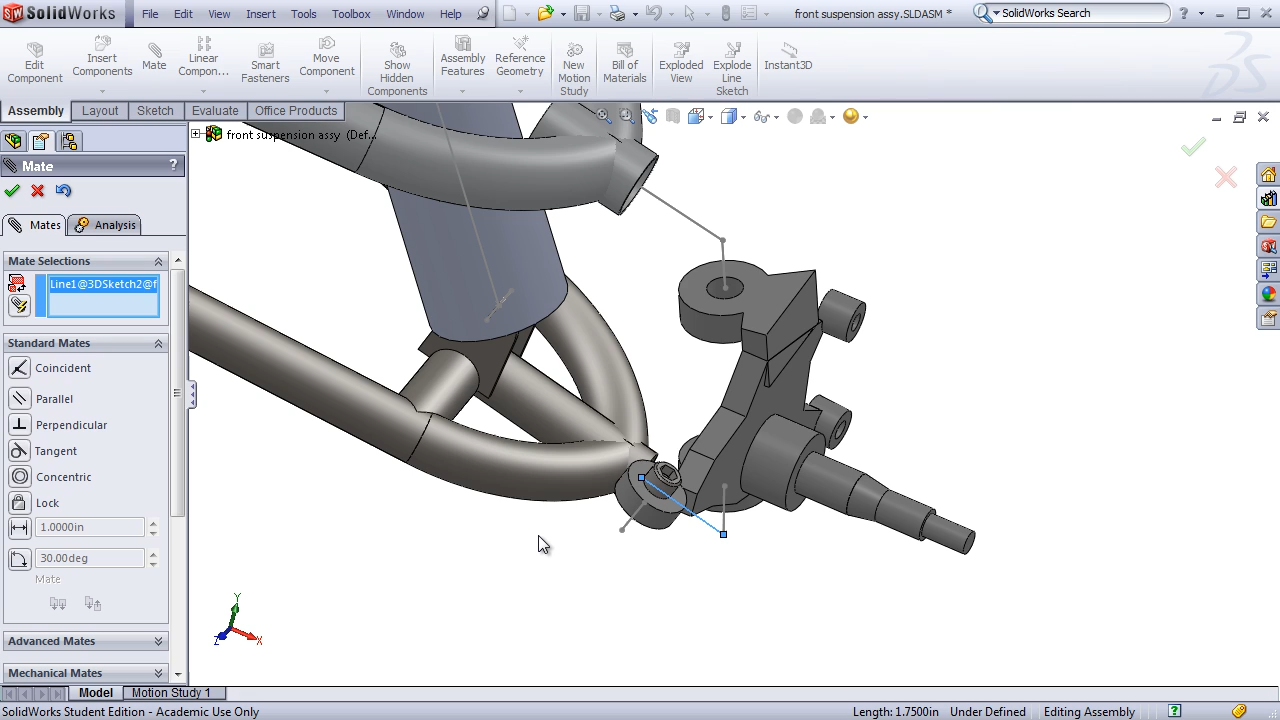 SolidWorks File Edit View Insert Tools Toolbox Window Help front suspension assy.SLDASM * SolidWorks Search ?
Edit Component
Insert Components
Mate
Linear Compon...
Smart Fasteners
Move Component
Show Hidden Components
Assembly Features
Reference Geometry
New Motion Study
Bill of Materials
Exploded View
Explode Line Sketch
Instant3D
Assembly Layout Sketch Evaluate Office Products
front suspension assy (Def...
Mate ?
Mates Analysis
Mate Selections
Line1@3DSketch2@f
Standard Mates
Coincident
Parallel
Perpendicular
Tangent
Concentric
Lock
1.0000in
30.00deg
Mate
Advanced Mates
Mechanical Mates
Y
Z
X
Model Motion Study 1
SolidWorks Student Edition - Academic Use Only Length: 1.7500in Under Defined Editing Assembly ?